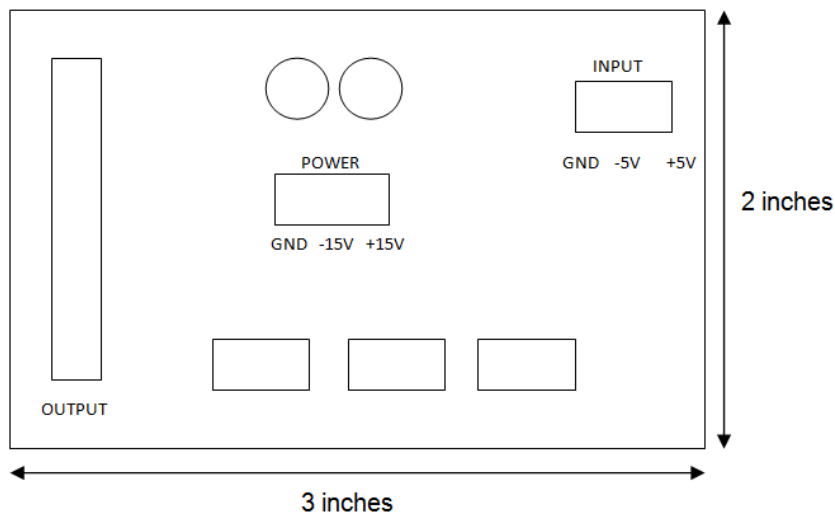 INPUT
GND -5V +5V
POWER
GND -15V +15V
2 inches
OUTPUT
3 inches